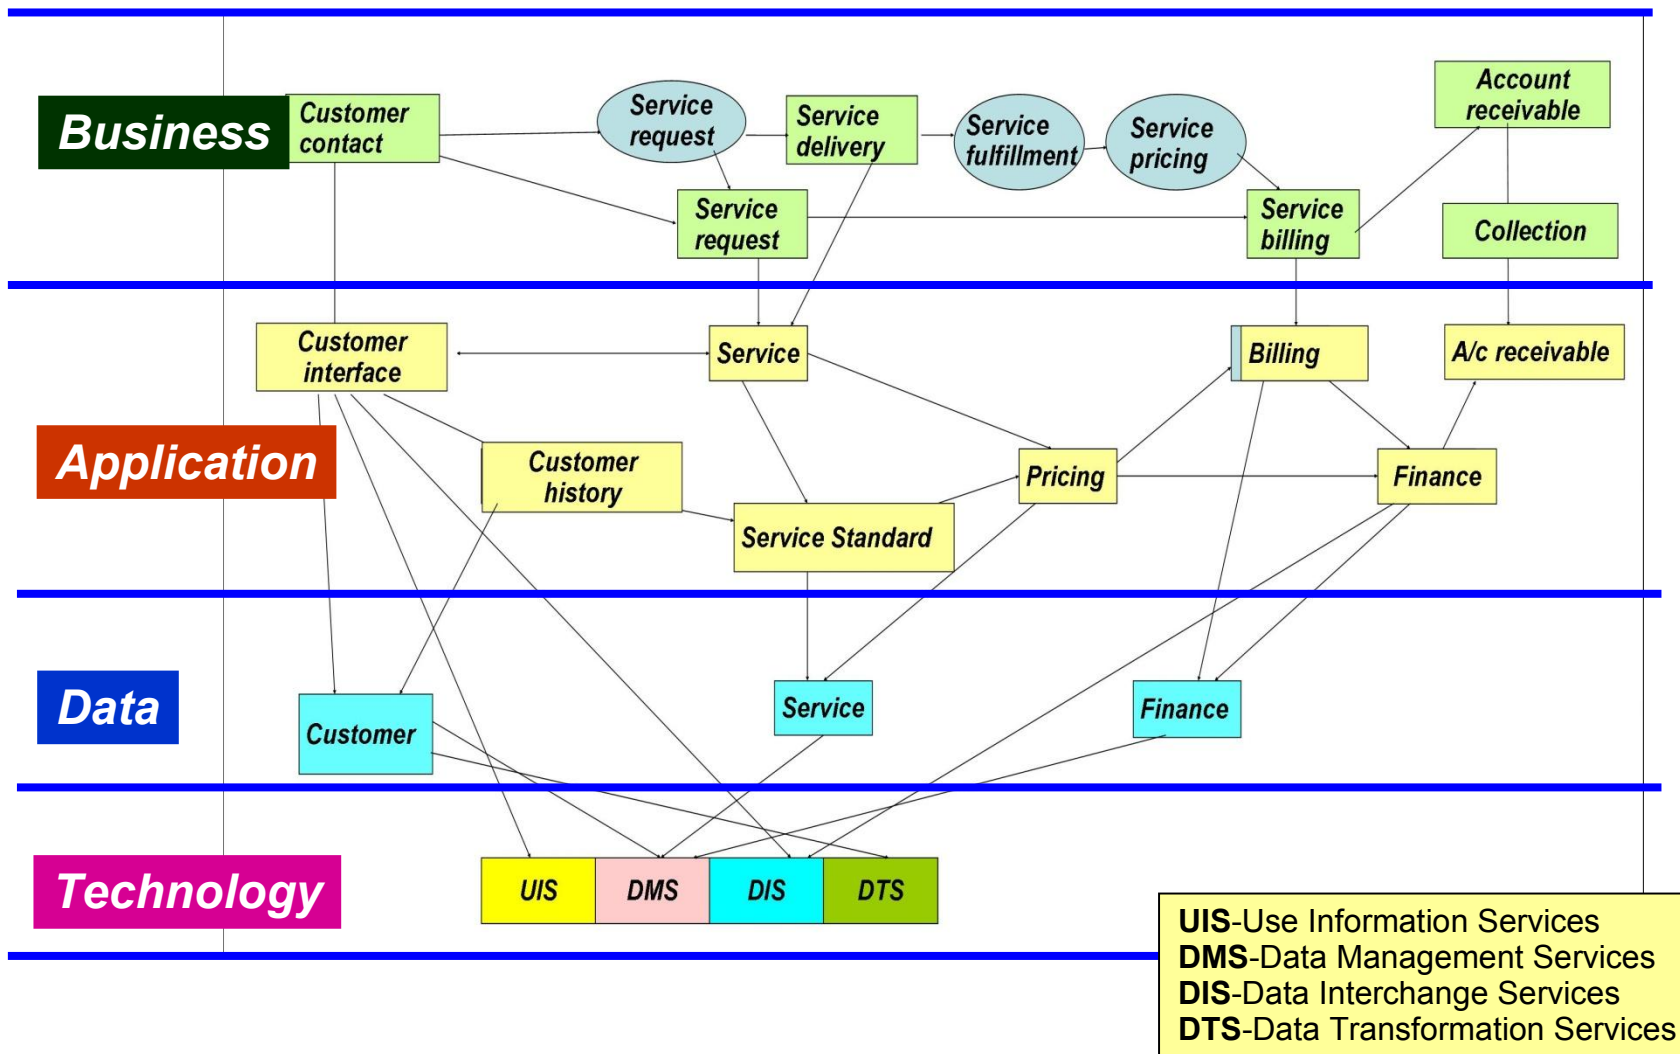 Business
Customer
contact
Service
request
Service
delivery
Service
fulfillment
Service
pricing
Account
receivable
Service
request
Service
billing
Collection
Application
Customer
interface
Service
Billing
A/c receivable
Customer
history
Service Standard
Pricing
Finance
Data
Customer
Service
Finance
Technology
UIS
DMS
DIS
DTS
UIS-Use Information Services
DMS-Data Management Services
DIS-Data Interchange Services
DTS-Data Transformation Services